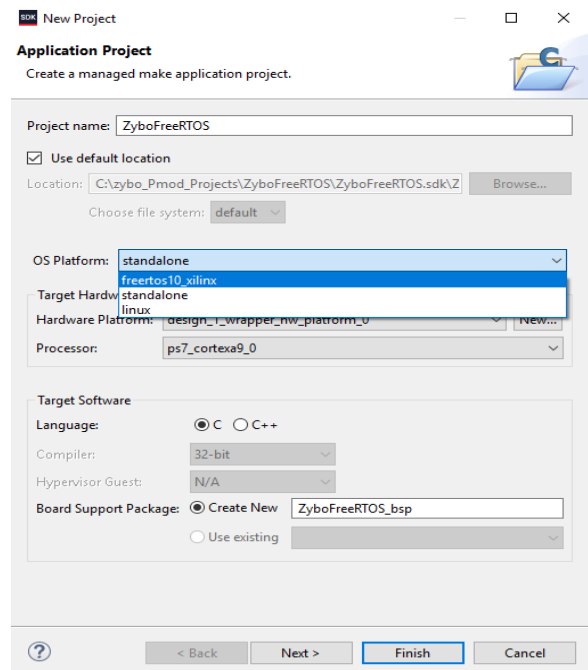 SDK New Project
Application Project
Create a managed make application project.
Project name: ZyboFreeRTOS
Use default location
Location: C:\zybo_Pmod_Projects\ZyboFreeRTOS\ZyboFreeRTOS.sdk\Z Browse...
Choose file system: default
OS Platform: standalone
freertos10_xilinx
Target Hardw standalone
linux
Hardware Platform: design_1_wrapper_hw_platform_0 New...
Processor: ps7_cortexa9_0
Target Software
Language: C C++
Compiler: 32-bit
Hypervisor Guest: N/A
Board Support Package: Create New ZyboFreeRTOS_bsp
Use existing
? < Back Next > Finish Cancel